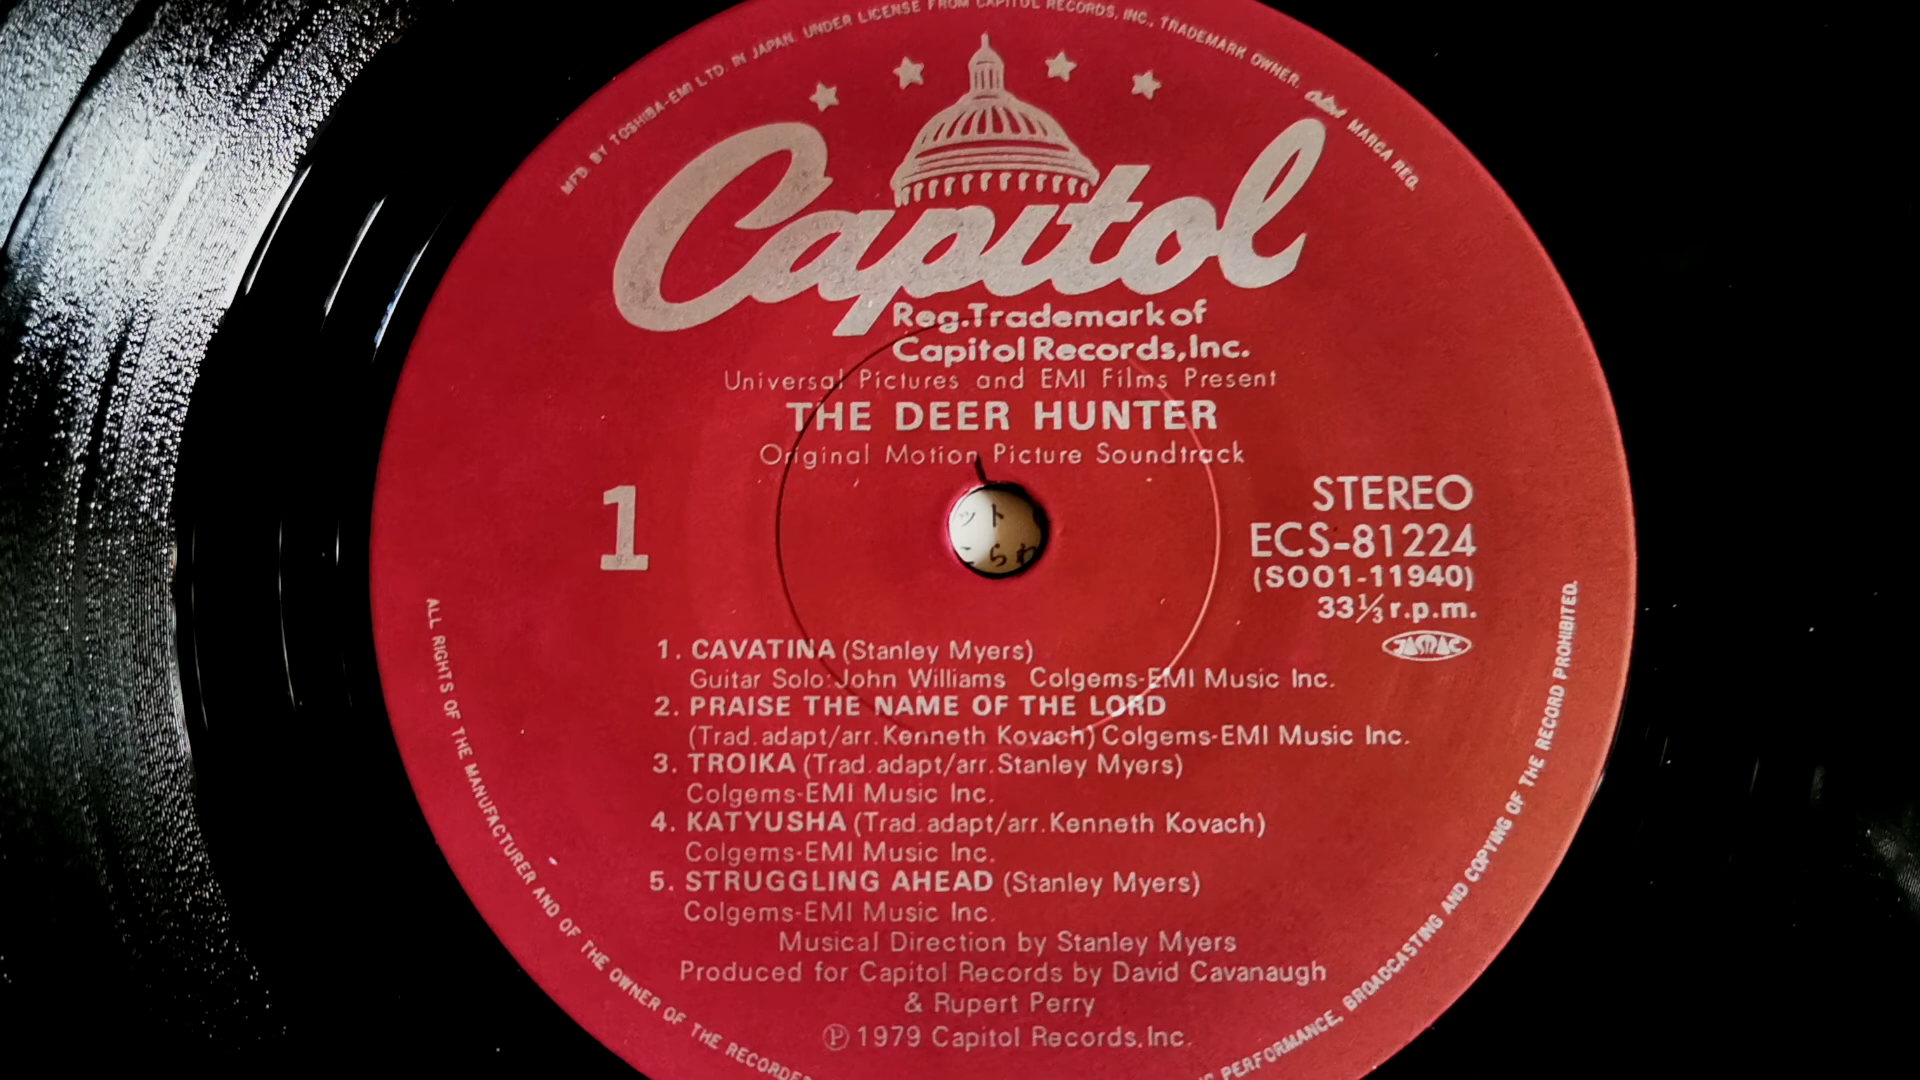 MFD. BY TOSHIBA-EMI LTD. IN JAPAN. UNDER LICENSE FROM CAPITOL RECORDS, INC., TRADEMARK OWNER. MARCA REG.
Capitol
Reg.Trademark of
Capitol Records,Inc.
Universal Pictures and EMI Films Present
THE DEER HUNTER
Original Motion Picture Soundtrack
1
STEREO
ECS-81224
(SOO1-11940)
33⅓ r.p.m.
JASRAC
1. CAVATINA (Stanley Myers)
Guitar Solo:John Williams Colgems-EMI Music Inc.
2. PRAISE THE NAME OF THE LORD
(Trad. adapt/arr. Kenneth Kovach) Colgems-EMI Music Inc.
3. TROIKA (Trad. adapt/arr. Stanley Myers)
Colgems-EMI Music Inc.
4. KATYUSHA (Trad. adapt/arr. Kenneth Kovach)
Colgems-EMI Music Inc.
5. STRUGGLING AHEAD (Stanley Myers)
Colgems-EMI Music Inc.
Musical Direction by Stanley Myers
Produced for Capitol Records by David Cavanaugh
& Rupert Perry
Ⓟ 1979 Capitol Records, Inc.
ALL RIGHTS OF THE MANUFACTURER AND OF THE OWNER OF THE RECORDED
PERFORMANCE, BROADCASTING AND COPYING OF THE RECORD PROHIBITED.